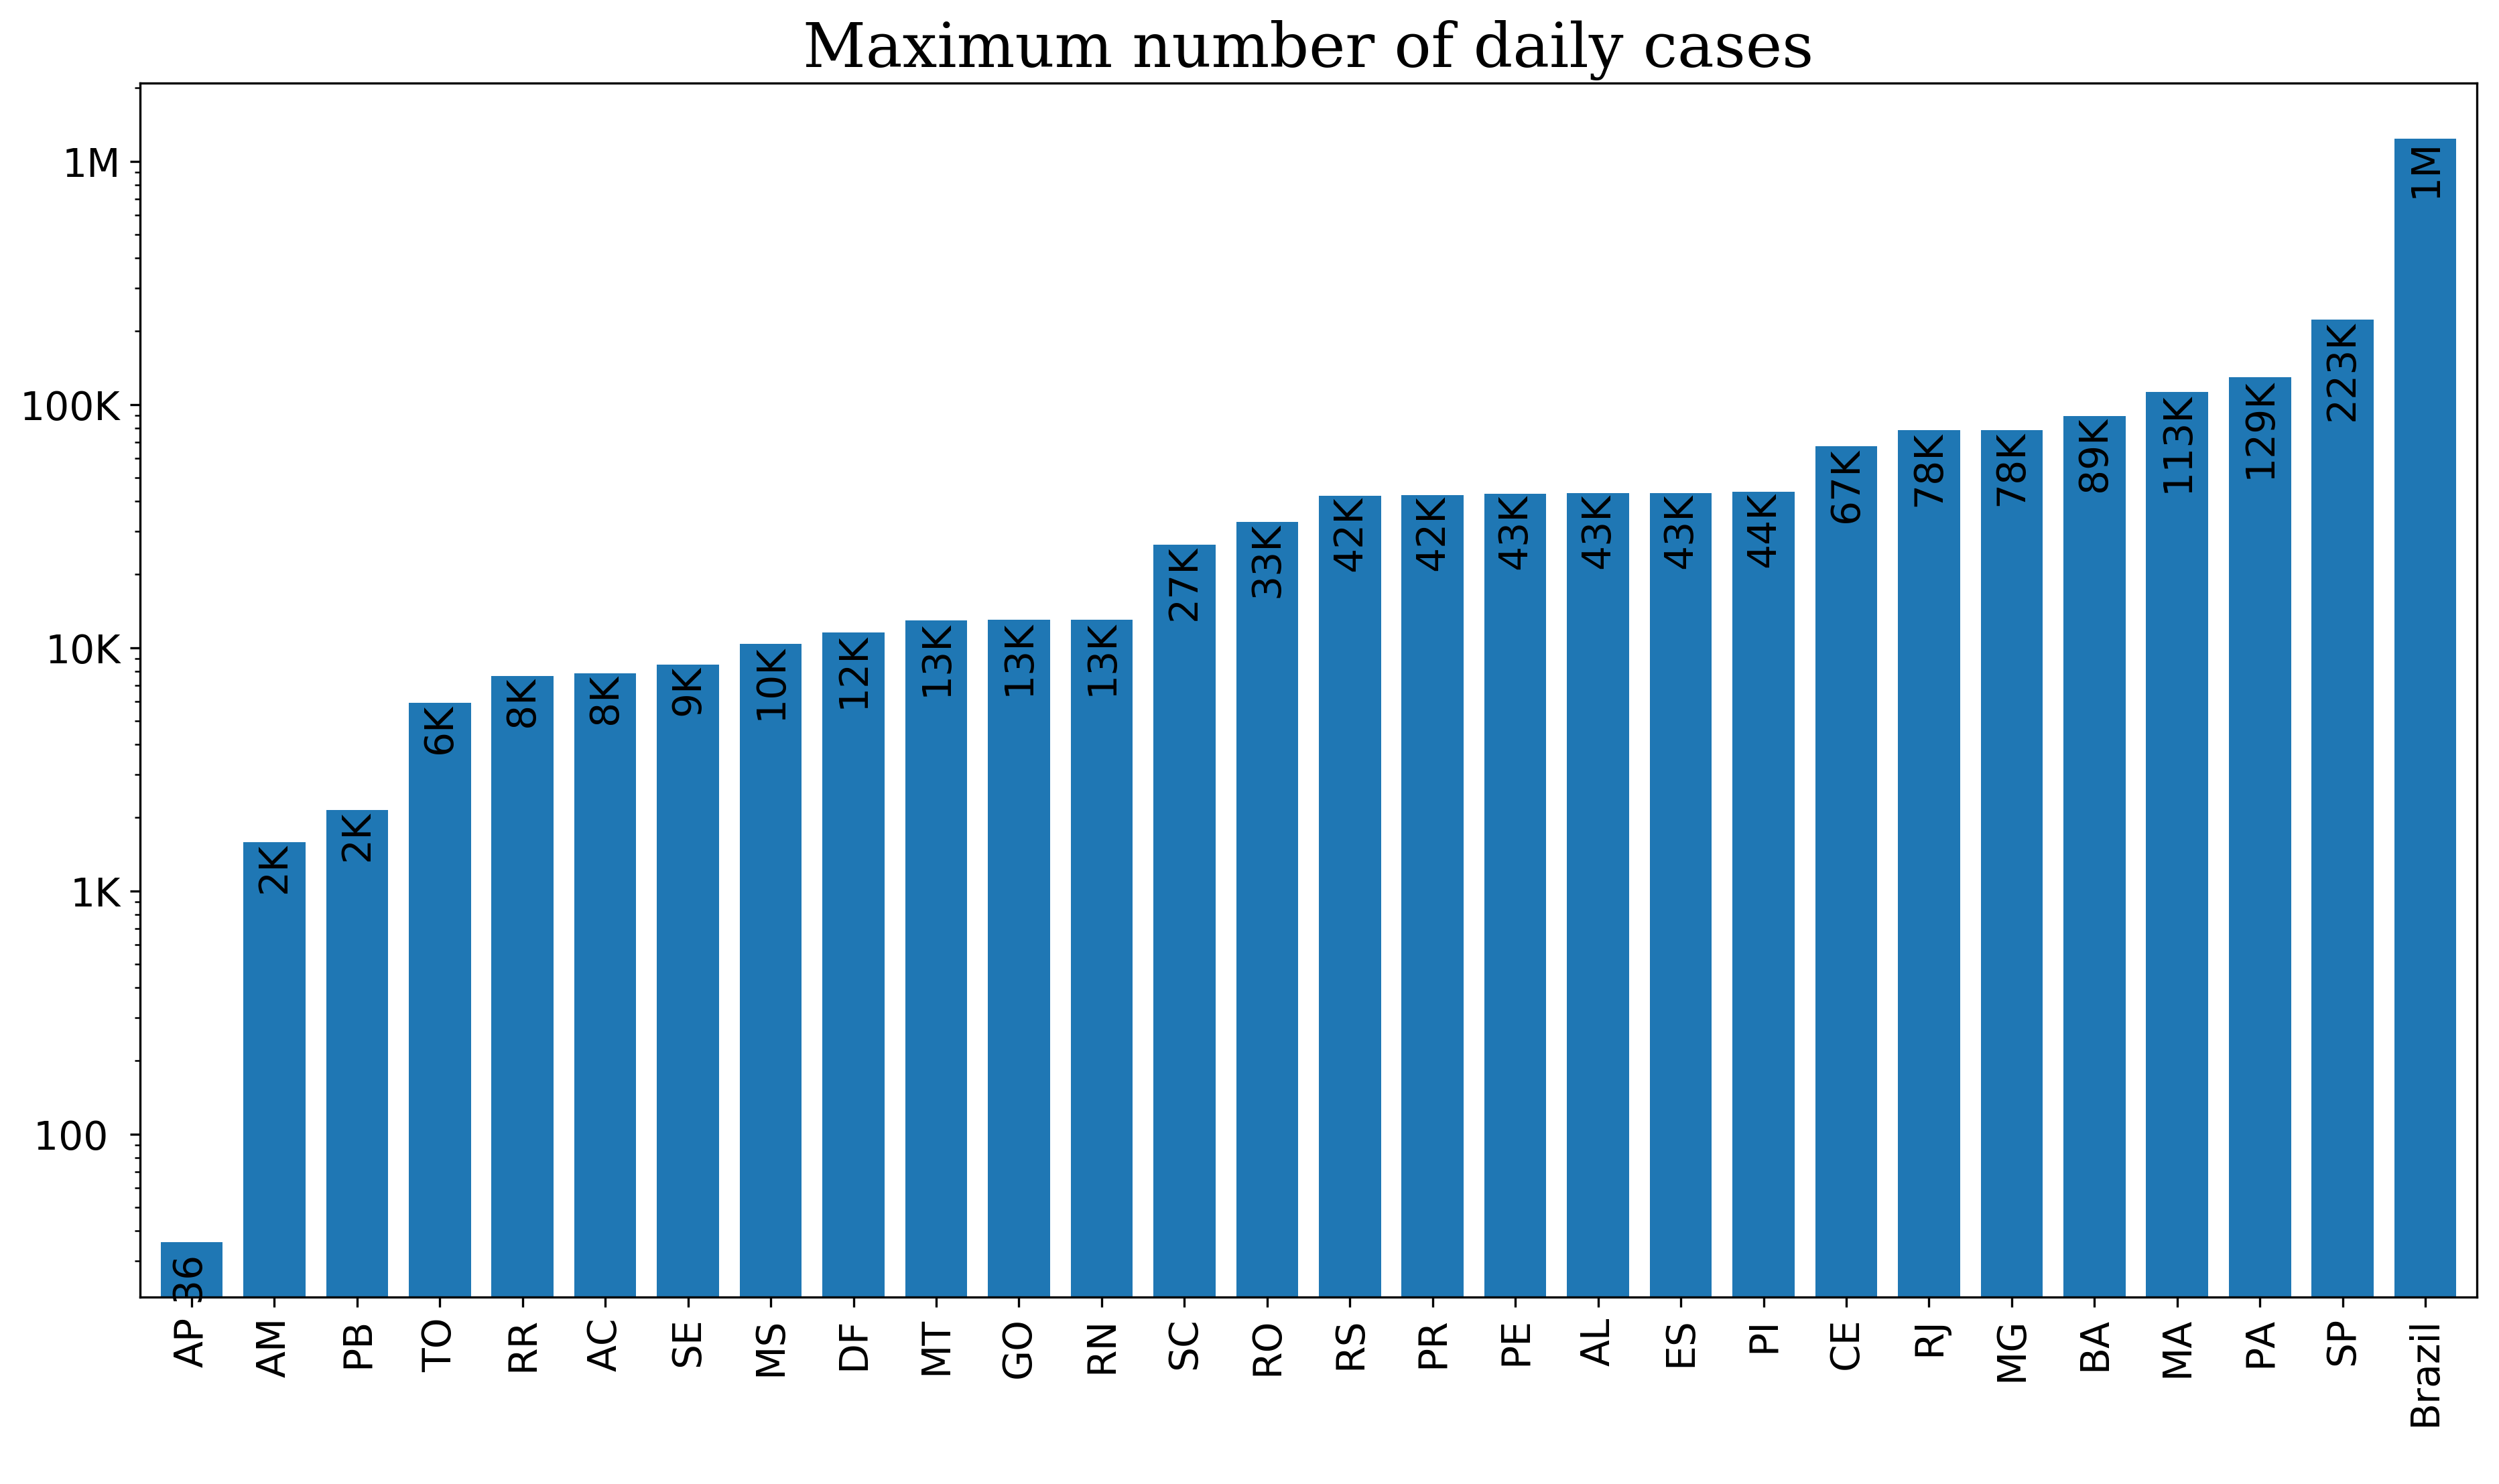 Maximum number of daily cases
1M
100K
10K
1K
100
36
2K
2K
6K
8K
8K
9K
10K
12K
13K
13K
13K
27K
33K
42K
42K
43K
43K
43K
44K
67K
78K
78K
89K
113K
129K
223K
1M
AP
AM
PB
TO
RR
AC
SE
MS
DF
MT
GO
RN
SC
RO
RS
PR
PE
AL
ES
PI
CE
RJ
MG
BA
MA
PA
SP
Brazil